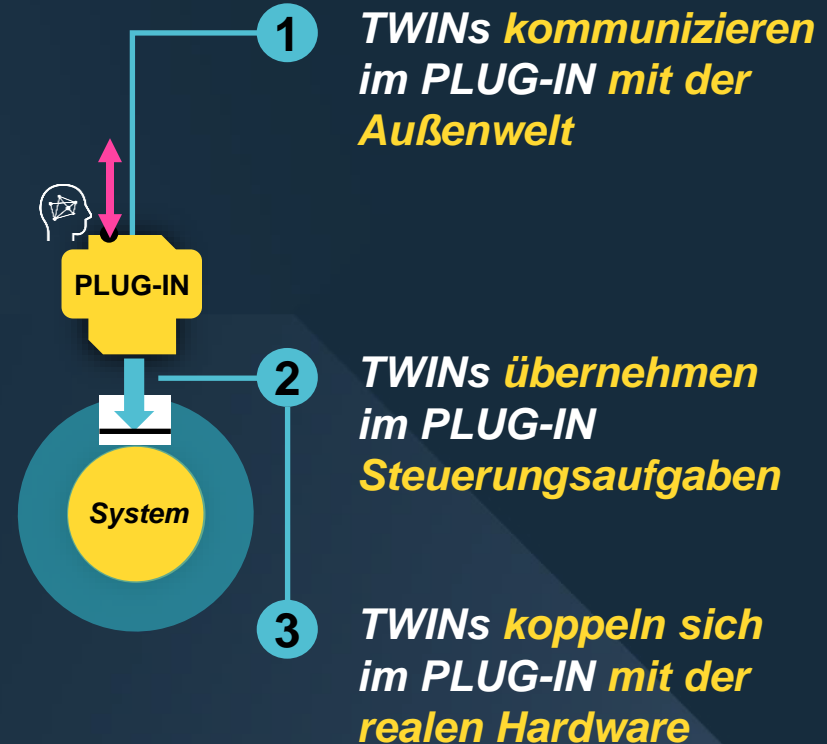 1
TWINs kommunizieren
im PLUG-IN mit der
Außenwelt
PLUG-IN
2
TWINs übernehmen
im PLUG-IN
Steuerungsaufgaben
System
3
TWINs koppeln sich
im PLUG-IN mit der
realen Hardware